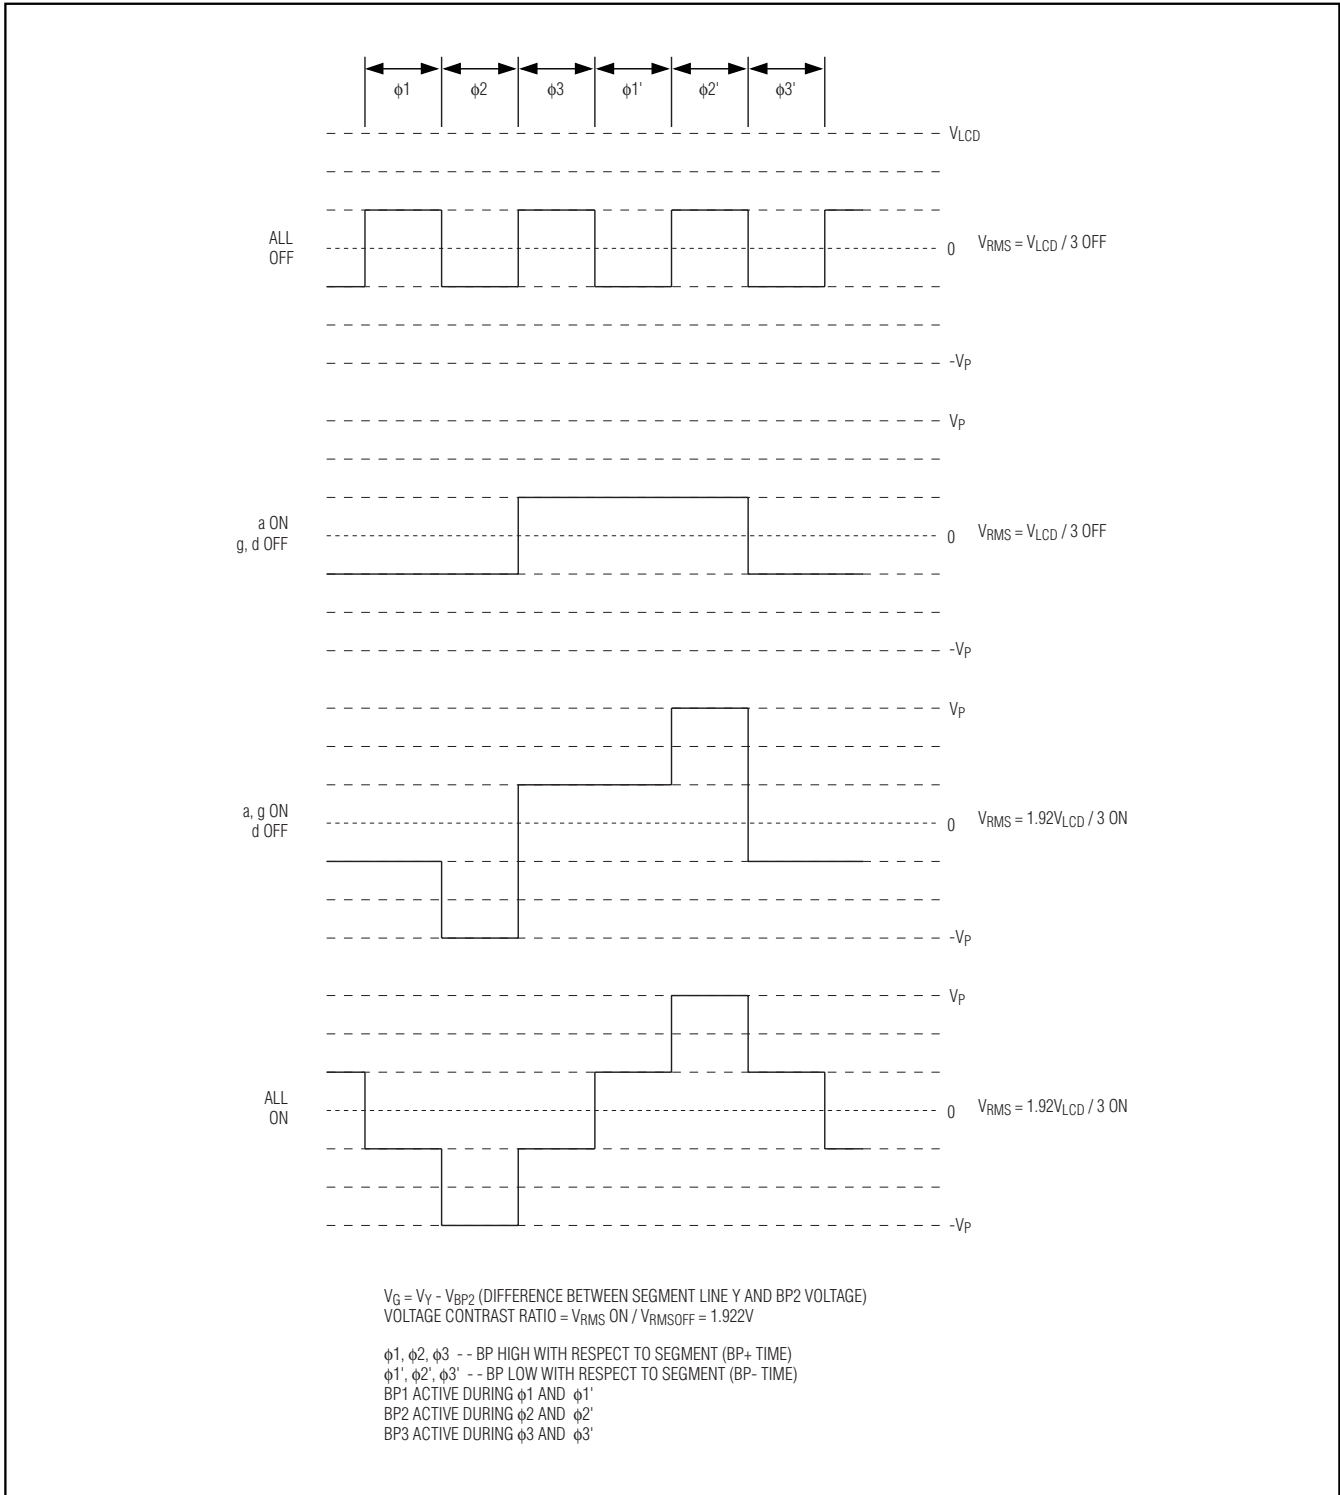 ϕ1 ϕ2 ϕ3 ϕ1' ϕ2' ϕ3'
VLCD
ALL
OFF
0 VRMS = VLCD / 3 OFF
-VP
VP
a ON
g, d OFF
0 VRMS = VLCD / 3 OFF
-VP
VP
a, g ON
d OFF
0 VRMS = 1.92VLCD / 3 ON
-VP
VP
ALL
ON
0 VRMS = 1.92VLCD / 3 ON
-VP
VG = VY - VBP2 (DIFFERENCE BETWEEN SEGMENT LINE Y AND BP2 VOLTAGE)
VOLTAGE CONTRAST RATIO = VRMS ON / VRMSOFF = 1.922V
ϕ1, ϕ2, ϕ3 - - BP HIGH WITH RESPECT TO SEGMENT (BP+ TIME)
ϕ1', ϕ2', ϕ3' - - BP LOW WITH RESPECT TO SEGMENT (BP- TIME)
BP1 ACTIVE DURING ϕ1 AND ϕ1'
BP2 ACTIVE DURING ϕ2 AND ϕ2'
BP3 ACTIVE DURING ϕ3 AND ϕ3'